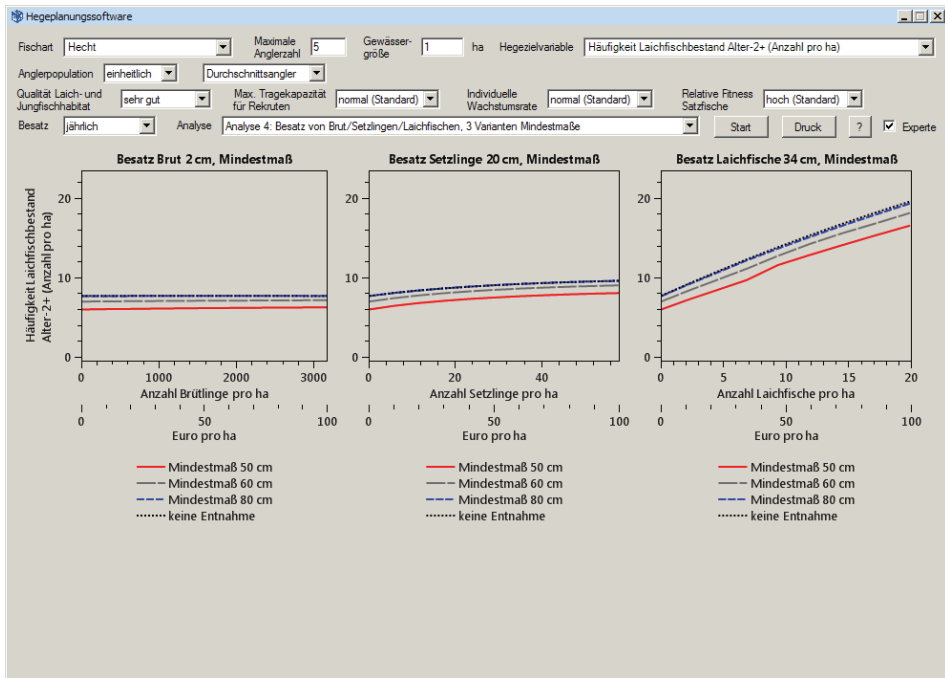 Hegeplanungssoftware
Fischart Hecht Maximale Anglerzahl 5 Gewässer- größe 1 ha Hegezielvariable Häufigkeit Laichfischbestand Alter-2+ (Anzahl pro ha)
Anglerpopulation einheitlich Durchschnittsangler
Qualität Laich- und Jungfischhabitat sehr gut Max. Tragekapazität für Rekruten normal (Standard) Individuelle Wachstumsrate normal (Standard) Relative Fitness Satzfische hoch (Standard)
Besatz jährlich Analyse Analyse 4: Besatz von Brut/Setzlingen/Laichfischen, 3 Varianten Mindestmaße Start Druck ? Experte
Besatz Brut 2 cm, Mindestmaß
Häufigkeit Laichfischbestand
Alter-2+ (Anzahl pro ha)
20
10
0
0 1000 2000 3000
Anzahl Brütlinge pro ha
0 50 100
Euro pro ha
Mindestmaß 50 cm
Mindestmaß 60 cm
Mindestmaß 80 cm
keine Entnahme
Besatz Setzlinge 20 cm, Mindestmaß
20
10
0
0 20 40
Anzahl Setzlinge pro ha
0 50 100
Euro pro ha
Mindestmaß 50 cm
Mindestmaß 60 cm
Mindestmaß 80 cm
keine Entnahme
Besatz Laichfische 34 cm, Mindestmaß
20
10
0
0 5 10 15 20
Anzahl Laichfische pro ha
0 50 100
Euro pro ha
Mindestmaß 50 cm
Mindestmaß 60 cm
Mindestmaß 80 cm
keine Entnahme